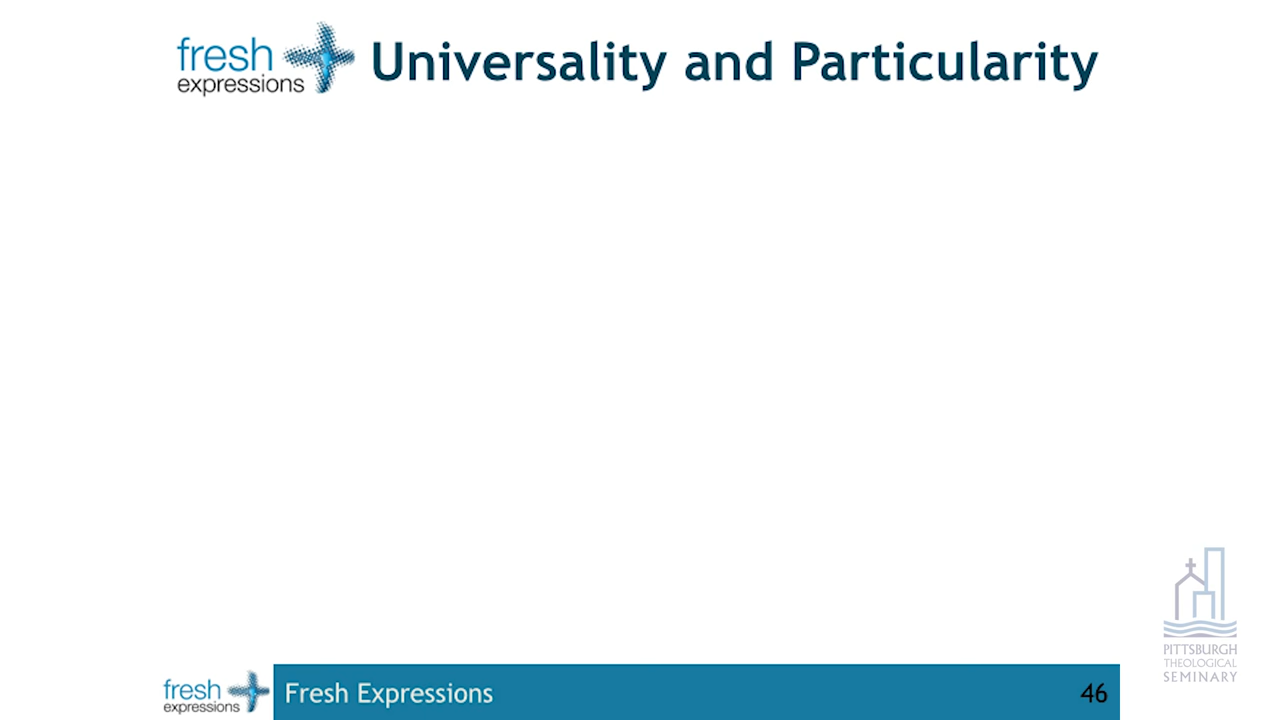 fresh
expressions
Universality and Particularity
PITTSBURGH
THEOLOGICAL
SEMINARY
fresh
expressions
Fresh Expressions
46